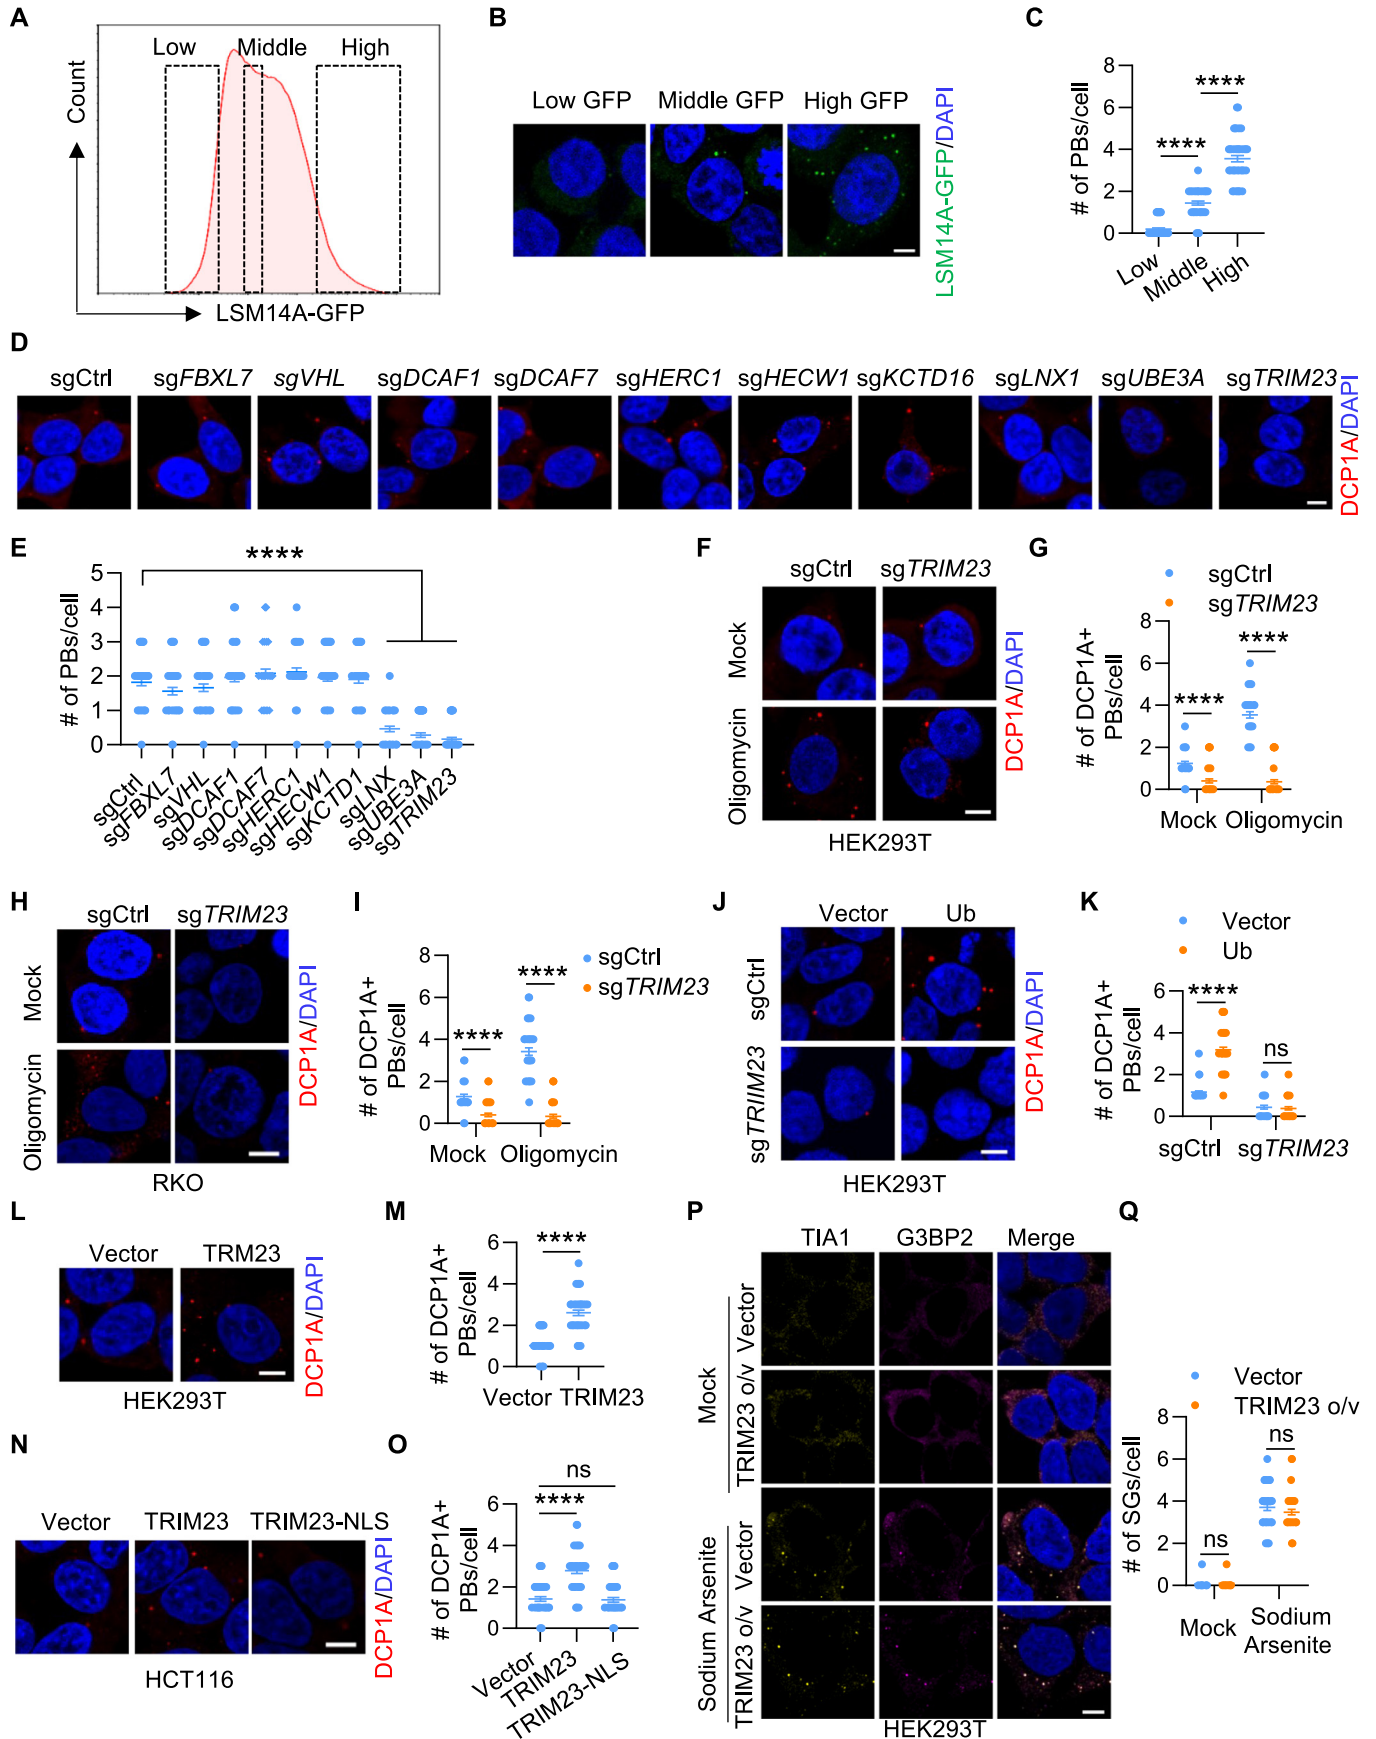 A
Low
Middle
High
Count
LSM14A-GFP
B
Low GFP
Middle GFP
High GFP
LSM14A-GFP/DAPI
C
# of PBs/cell
8
6
4
2
0
****
****
Low
Middle
High
D
sgCtrl
sgFBXL7
sgVHL
sgDCAF1
sgDCAF7
sgHERC1
sgHECW1
sgKCTD16
sgLNX1
sgUBE3A
sgTRIM23
DCP1A/DAPI
E
# of PBs/cell
5
4
3
2
1
0
****
sgCtrl
sgFBXL7
sgVHL
sgDCAF1
sgDCAF7
sgHERC1
sgHECW1
sgKCTD1
sgLNX
sgUBE3A
sgTRIM23
F
sgCtrl
sgTRIM23
Mock
Oligomycin
DCP1A/DAPI
HEK293T
G
sgCtrl
sgTRIM23
# of DCP1A+
PBs/cell
8
6
4
2
0
****
****
Mock
Oligomycin
H
sgCtrl
sgTRIM23
Mock
Oligomycin
DCP1A/DAPI
RKO
I
# of DCP1A+
PBs/cell
8
6
4
2
0
****
****
sgCtrl
sgTRIM23
Mock
Oligomycin
J
Vector
Ub
sgCtrl
sgTRIM23
DCP1A/DAPI
HEK293T
K
Vector
Ub
# of DCP1A+
PBs/cell
6
4
2
0
****
ns
sgCtrl
sgTRIM23
L
Vector
TRM23
DCP1A/DAPI
HEK293T
M
# of DCP1A+
PBs/cell
6
4
2
0
****
Vector
TRIM23
N
Vector
TRIM23
TRIM23-NLS
DCP1A/DAPI
HCT116
O
# of DCP1A+
PBs/cell
6
4
2
0
ns
****
Vector
TRIM23
TRIM23-NLS
P
TIA1
G3BP2
Merge
Mock
Vector
TRIM23 o/v
Sodium Arsenite
Vector
TRIM23 o/v
HEK293T
Q
Vector
TRIM23 o/v
# of SGs/cell
8
6
4
2
0
ns
ns
Mock
Sodium
Arsenite